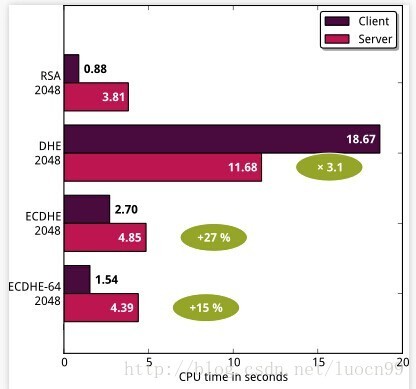 Client
Server
RSA
2048
0.88
3.81
DHE
2048
18.67
11.68
× 3.1
ECDHE
2048
2.70
4.85
+27 %
ECDHE-64
2048
1.54
4.39
+15 %
0
5
10
15
20
CPU time in seconds
http://blog.csdn.net/luocn99